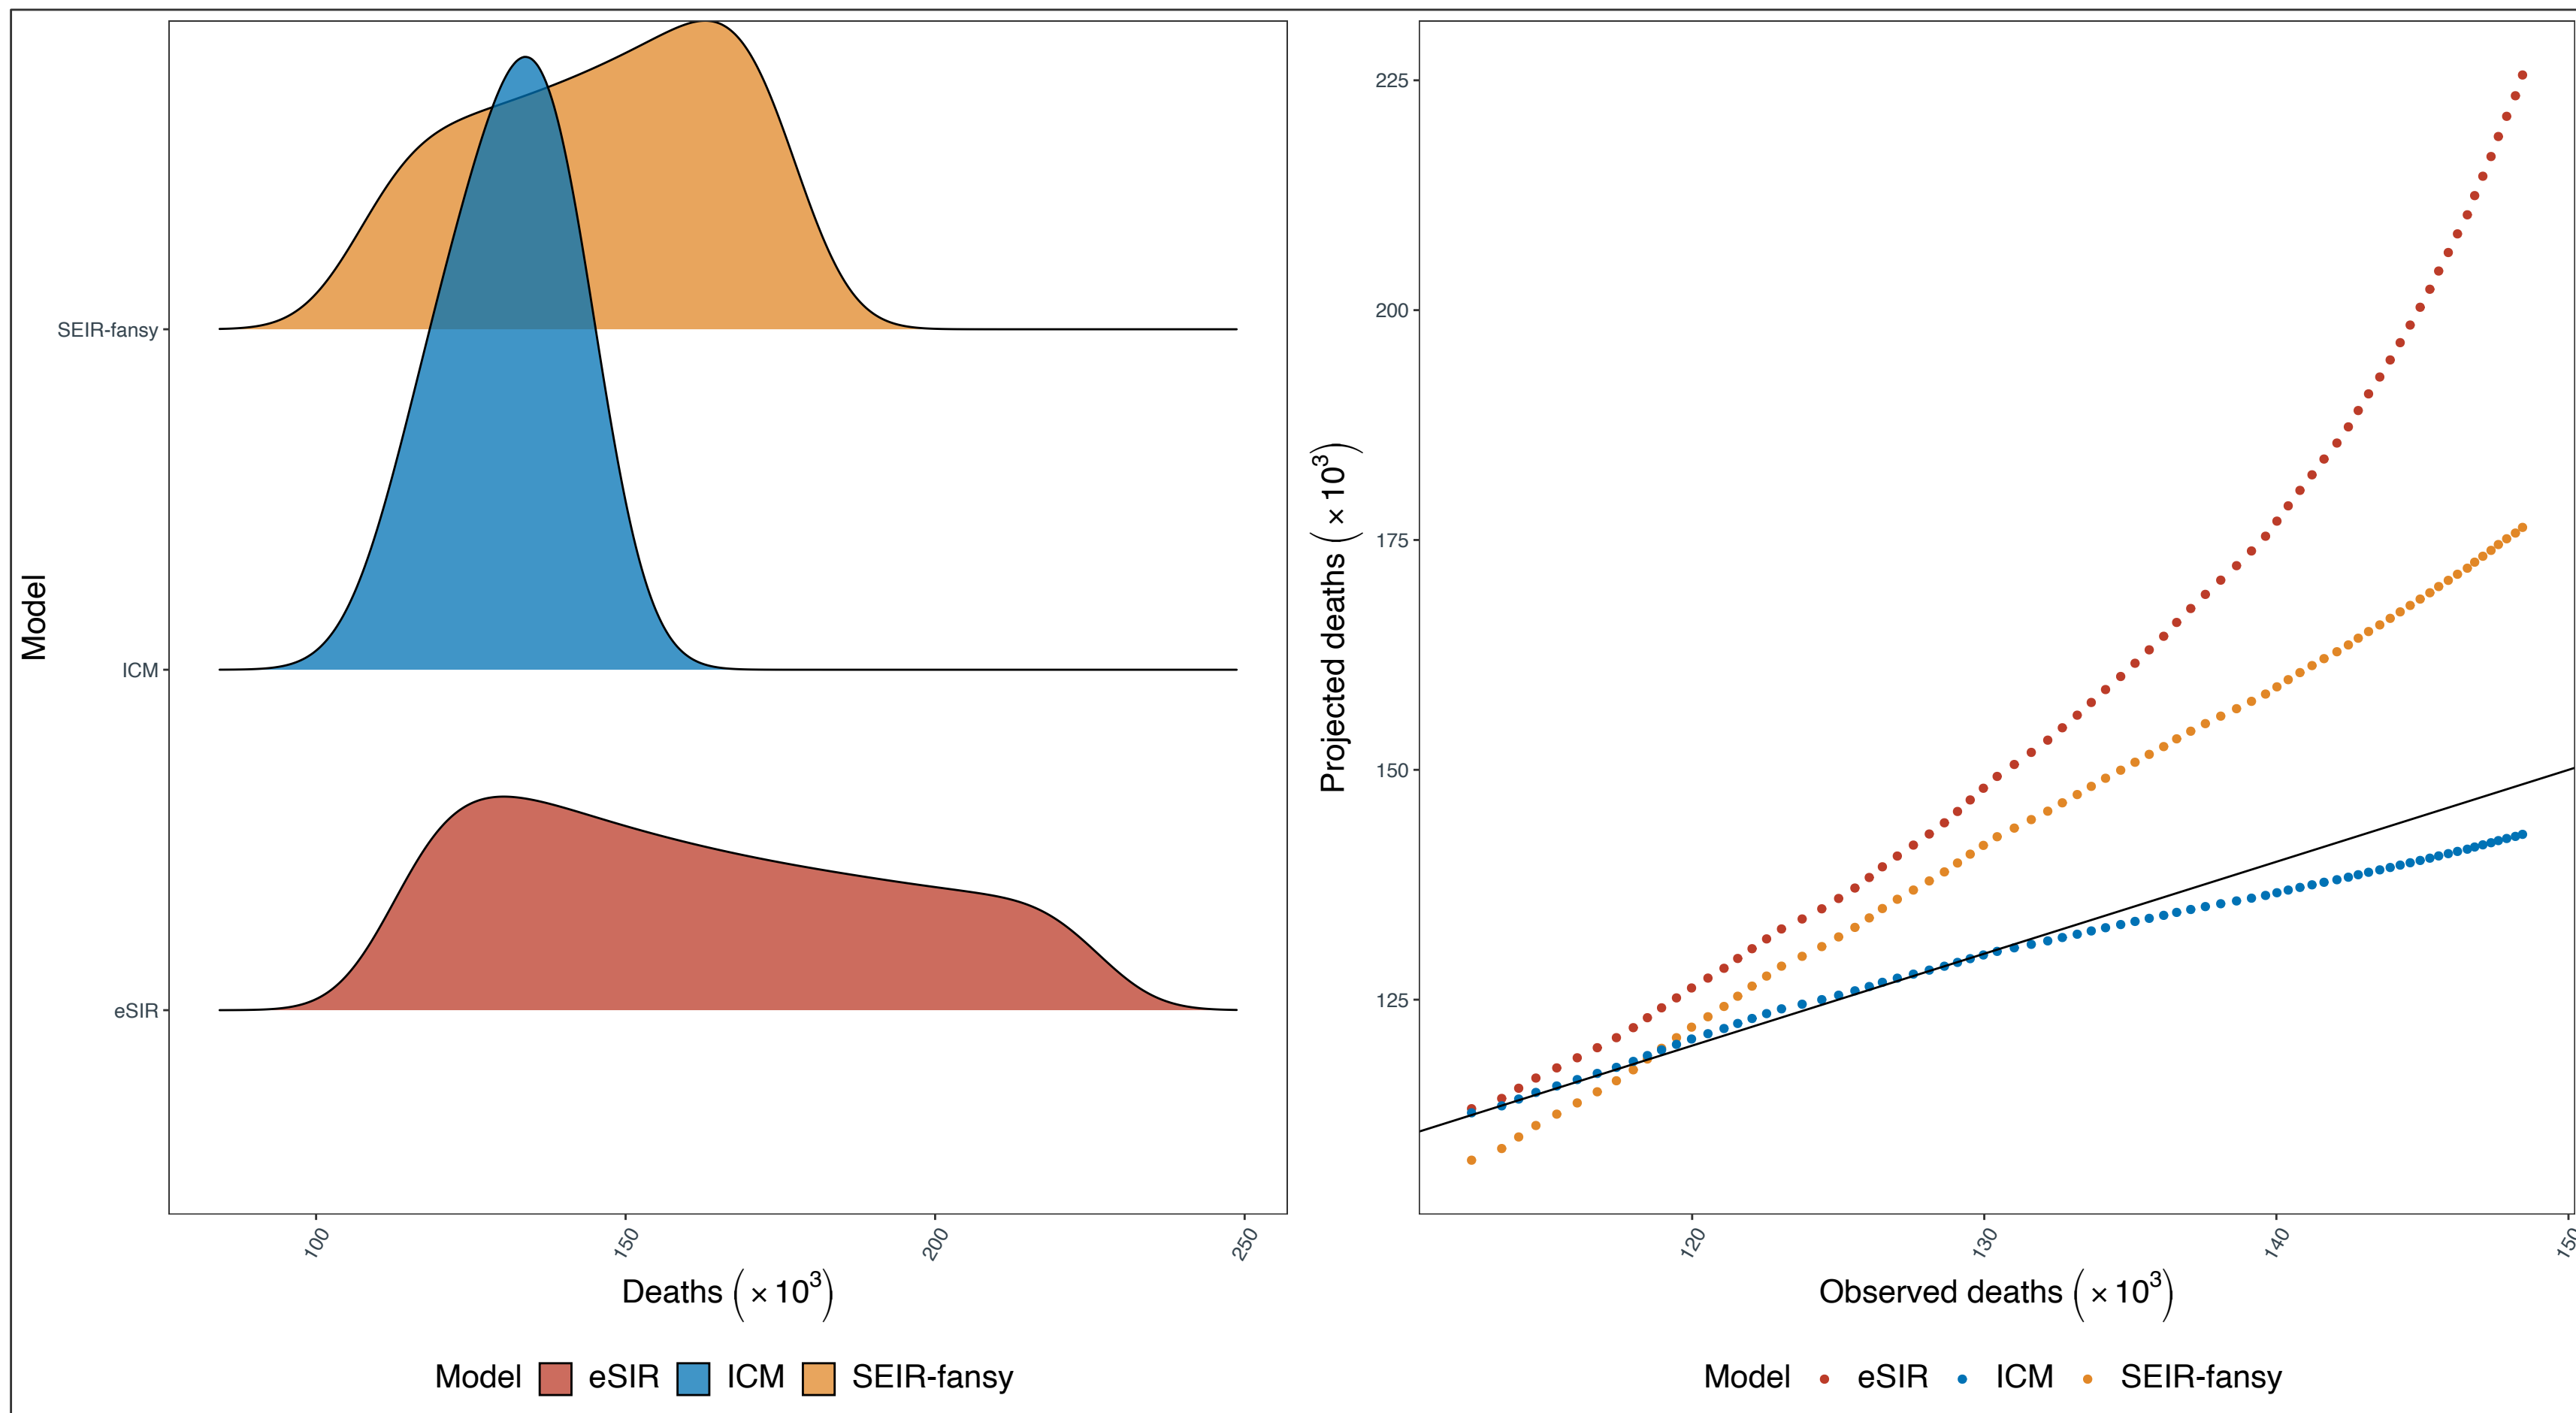 Model
SEIR-fansy
ICM
eSIR
100
150
200
250
Deaths (× 10³)
Model eSIR ICM SEIR-fansy
Projected deaths (× 10³)
225
200
175
150
125
120
130
140
150
Observed deaths (× 10³)
Model eSIR ICM SEIR-fansy